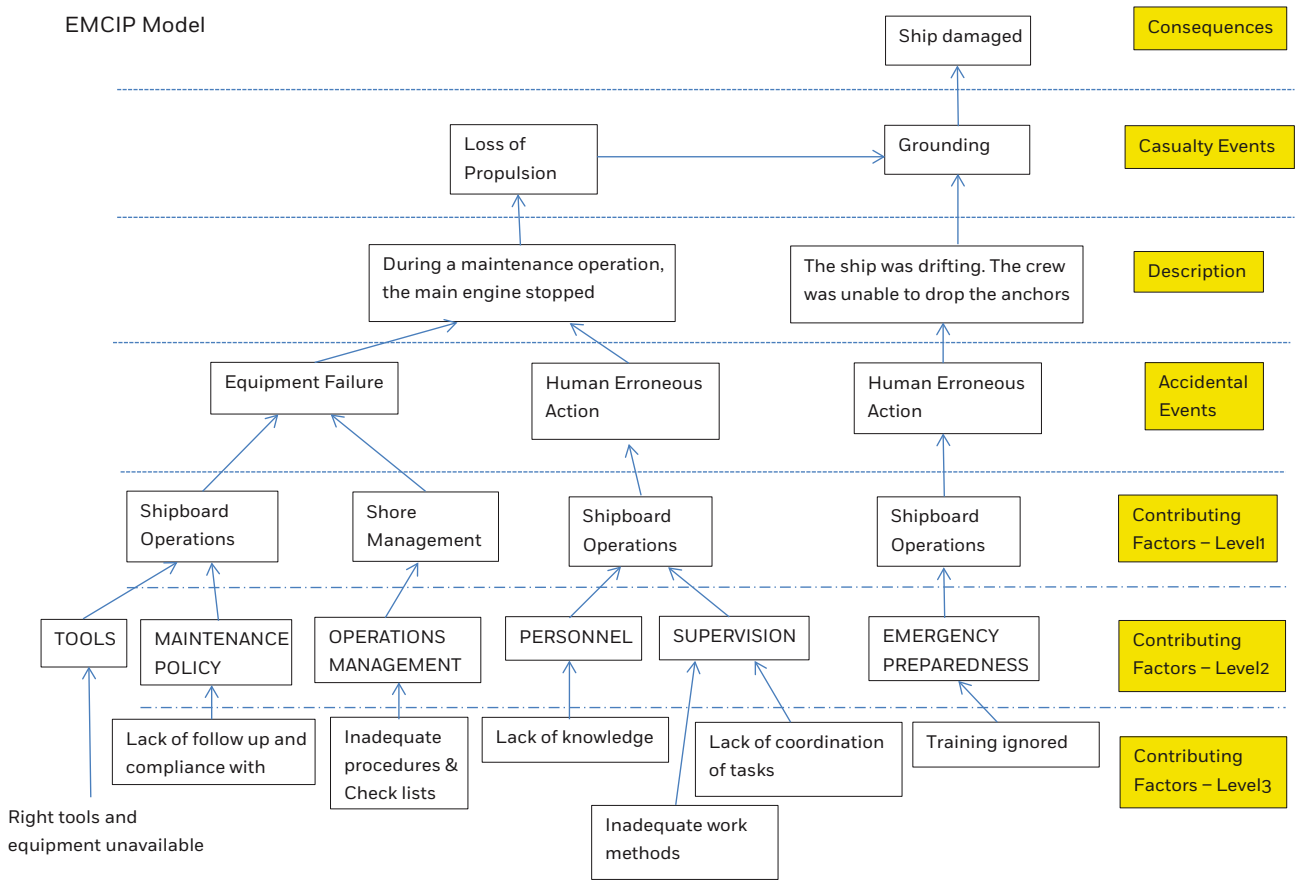 EMCIP Model
Ship damaged
Consequences
Loss of
Propulsion
Grounding
Casualty Events
During a maintenance operation,
the main engine stopped
The ship was drifting. The crew
was unable to drop the anchors
Description
Equipment Failure
Human Erroneous
Action
Human Erroneous
Action
Accidental
Events
Shipboard
Operations
Shore
Management
Shipboard
Operations
Shipboard
Operations
Contributing
Factors – Level1
TOOLS
MAINTENANCE
POLICY
OPERATIONS
MANAGEMENT
PERSONNEL
SUPERVISION
EMERGENCY
PREPAREDNESS
Contributing
Factors – Level2
Lack of follow up and
compliance with
Inadequate
procedures &
Check lists
Lack of knowledge
Lack of coordination
of tasks
Training ignored
Contributing
Factors – Level3
Right tools and
equipment unavailable
Inadequate work
methods